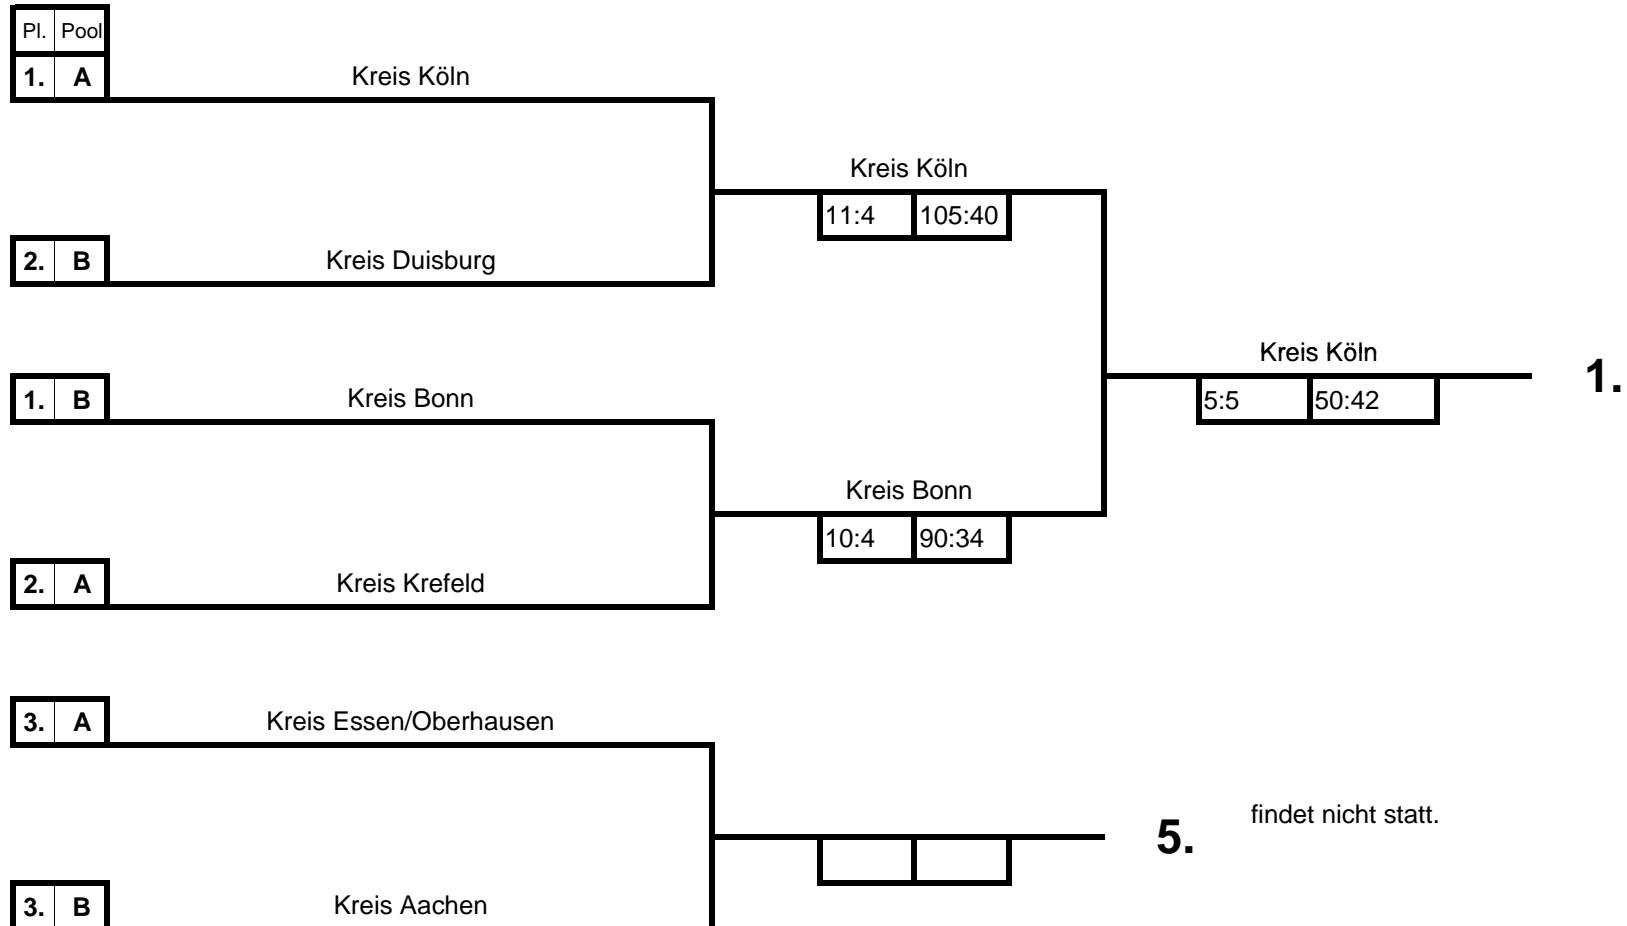 Pl. Pool
1. A Kreis Köln
Kreis Köln
11:4 105:40
2. B Kreis Duisburg
Kreis Köln
1.
1. B Kreis Bonn
5:5 50:42
Kreis Bonn
10:4 90:34
2. A Kreis Krefeld
3. A Kreis Essen/Oberhausen
findet nicht statt.
5.
3. B Kreis Aachen